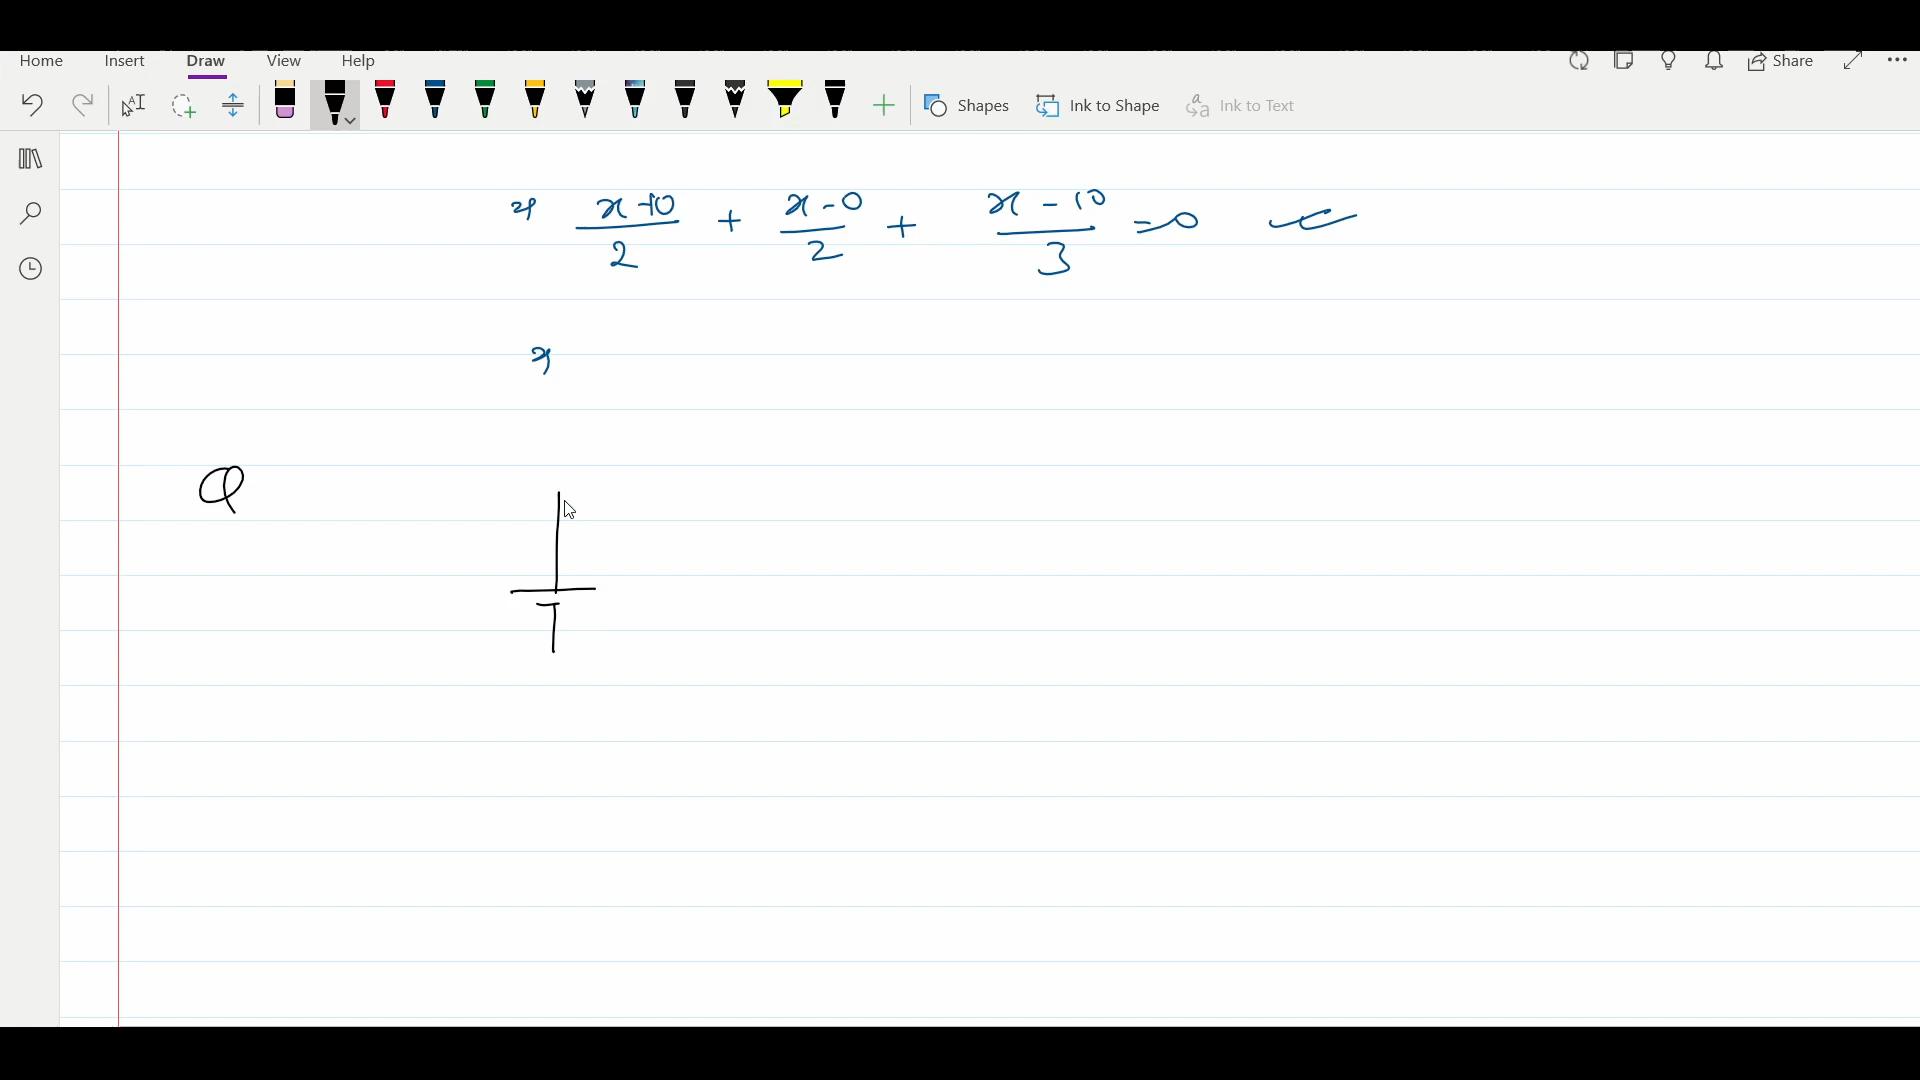 Home Insert Draw View Help Share
Shapes Ink to Shape Ink to Text
x-10/2 + x-0/2 + x-10/3 = 0
x
Q